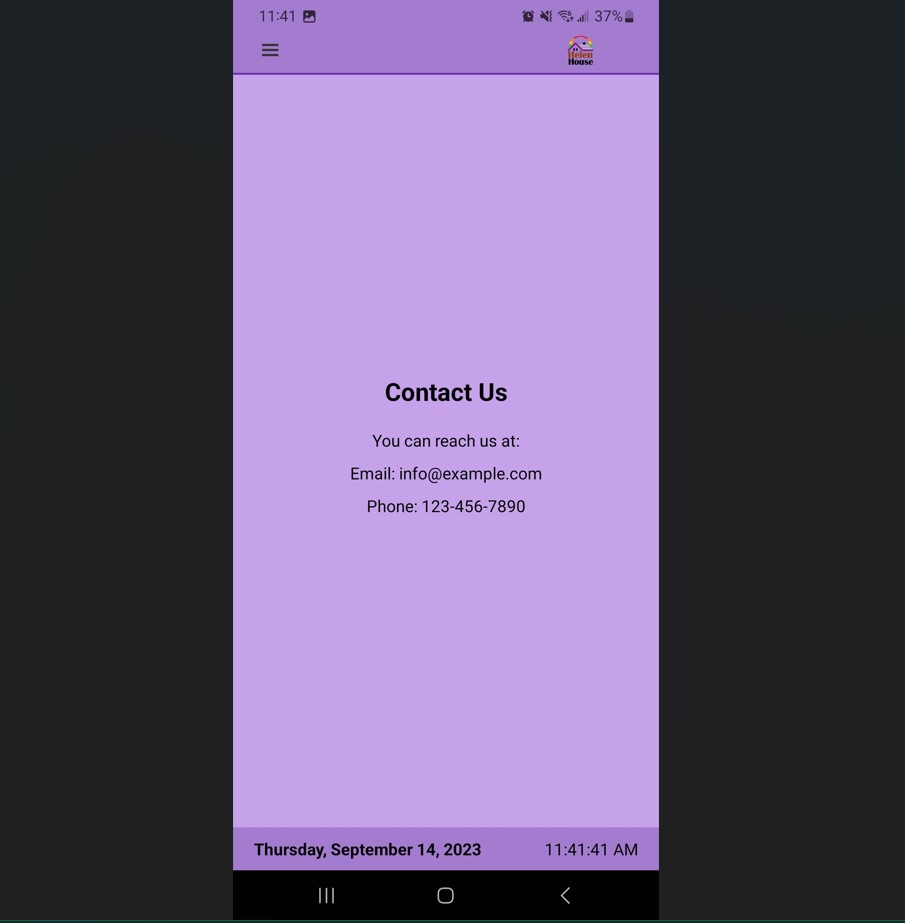 11:41 37%
Helen
House
Contact Us
You can reach us at:
Email: info@example.com
Phone: 123-456-7890
Thursday, September 14, 2023 11:41:41 AM